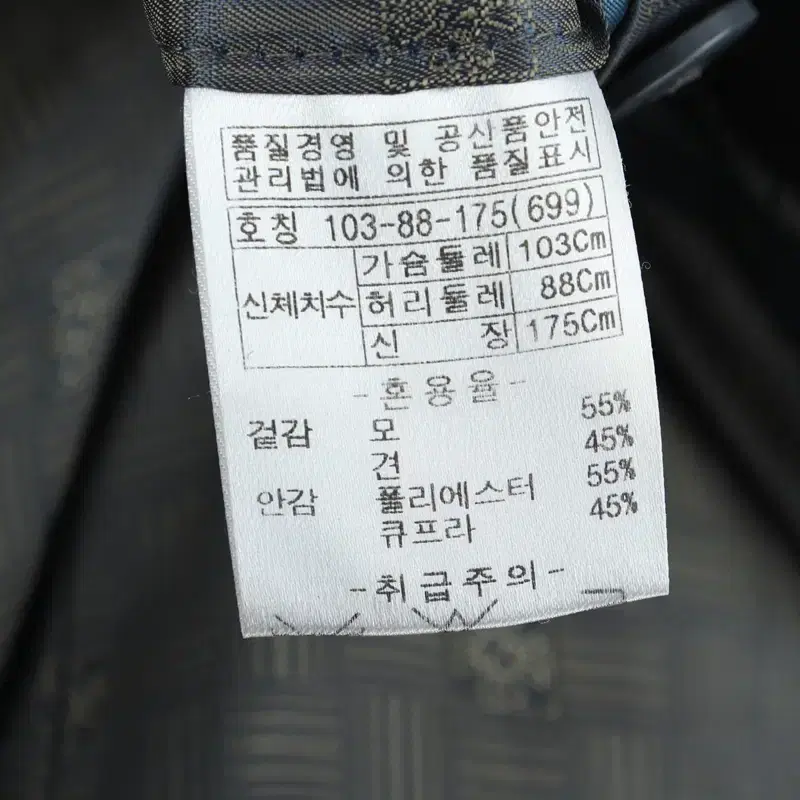 품질경영 및 공산품안전
관리법에 의한 품질표시
호칭 103-88-175(699)
신체치수 가슴둘레 103Cm
허리둘레 88Cm
신 장 175Cm
-혼용율-
겉감 모 55%
견 45%
안감 폴리에스터 55%
큐프라 45%
-취급주의-